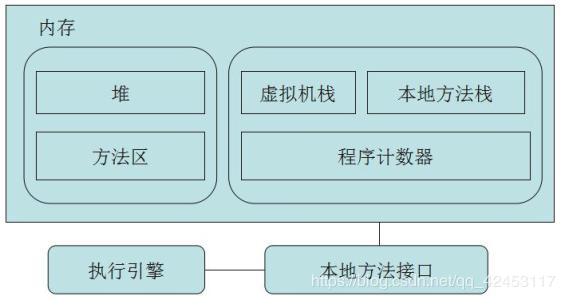 内存
堆
虚拟机栈
本地方法栈
方法区
程序计数器
执行引擎
本地方法接口
https://blog.csdn.net/qq_42453117